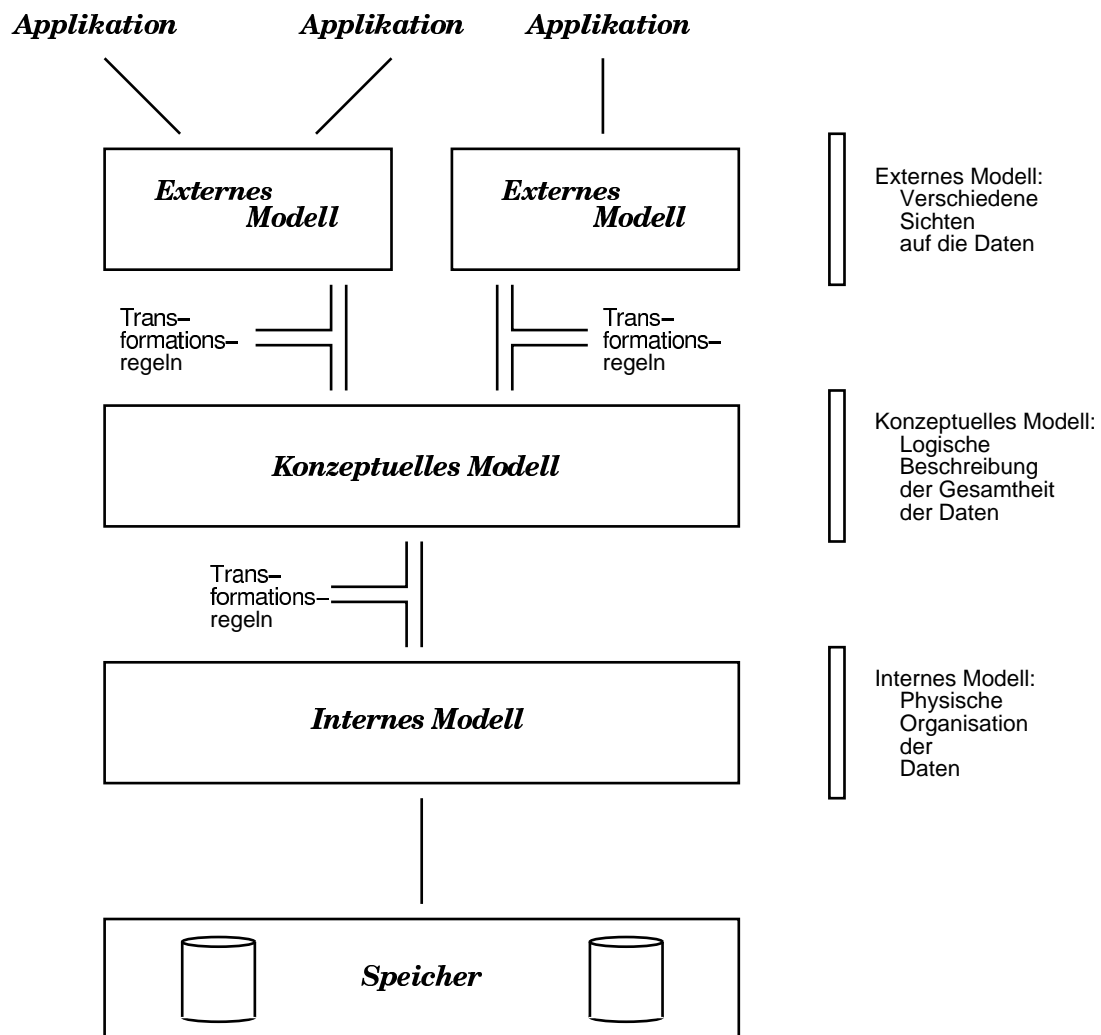 Applikation Applikation Applikation
Externes
Modell
Externes
Modell
Externes Modell:
Verschiedene
Sichten
auf die Daten
Trans–
formations–
regeln
Trans–
formations–
regeln
Konzeptuelles Modell
Konzeptuelles Modell:
Logische
Beschreibung
der Gesamtheit
der Daten
Trans–
formations–
regeln
Internes Modell
Internes Modell:
Physische
Organisation
der
Daten
Speicher